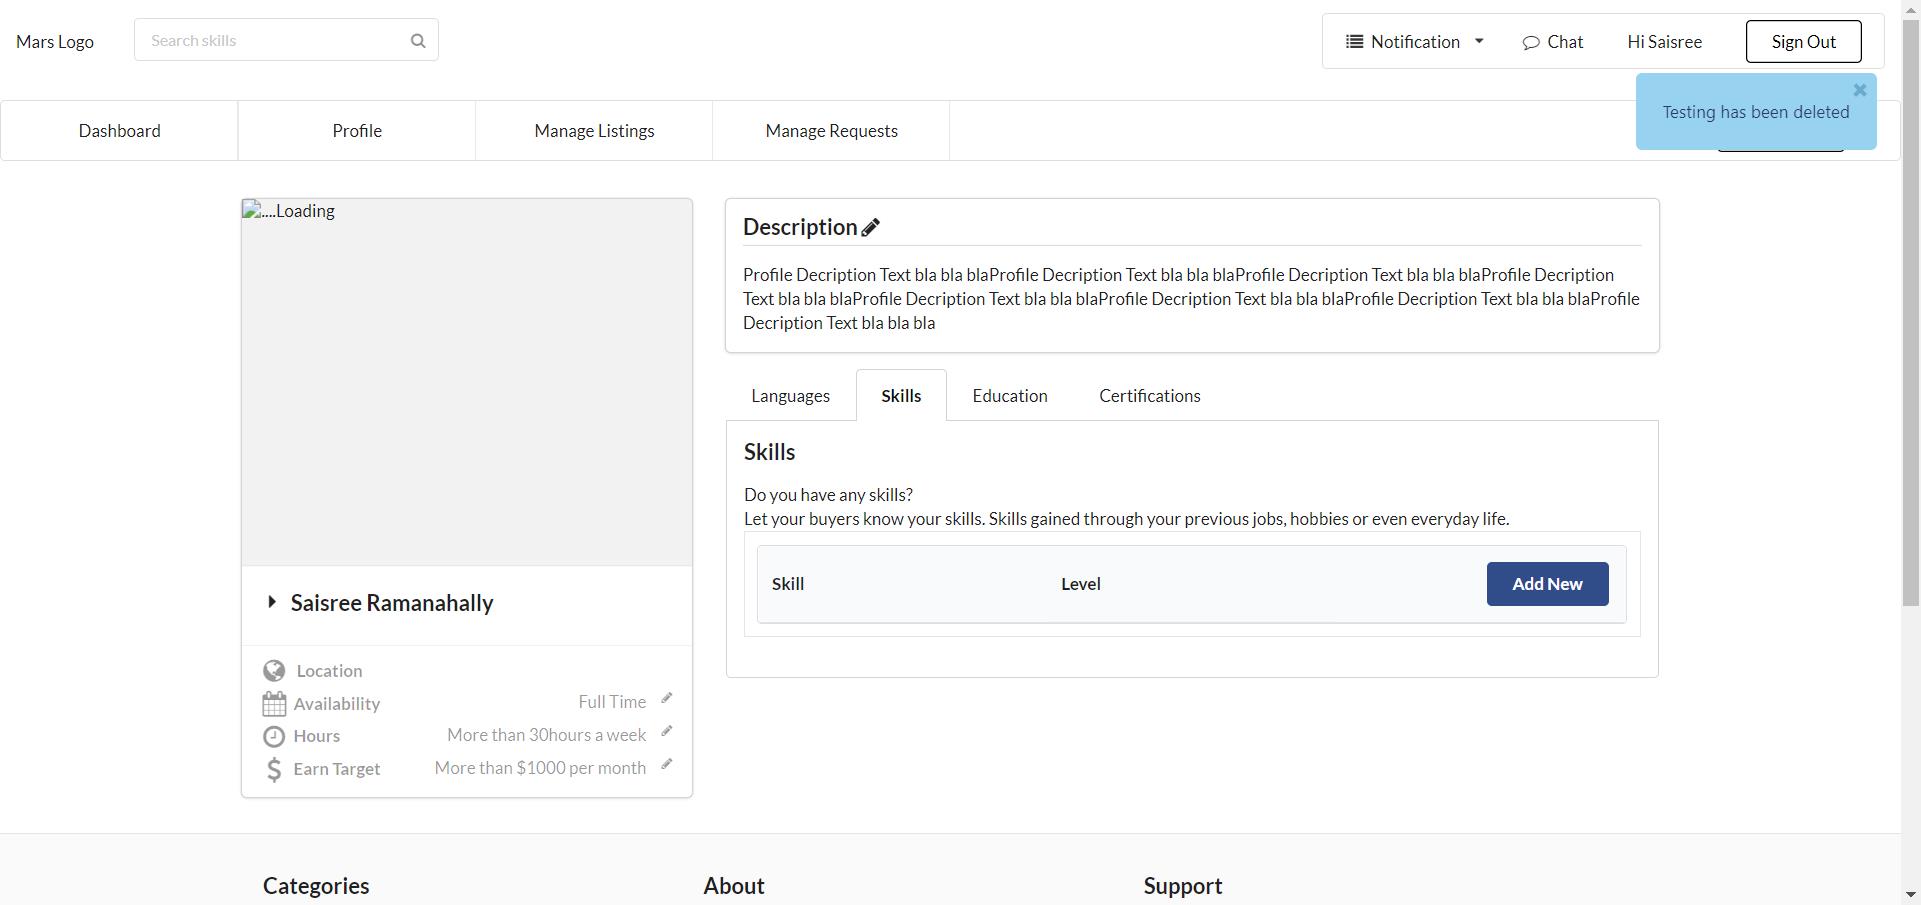 Mars Logo
Search skills
Notification
Chat
Hi Saisree
Sign Out
Testing has been deleted
Dashboard
Profile
Manage Listings
Manage Requests
....Loading
Saisree Ramanahally
Location
Availability
Full Time
Hours
More than 30hours a week
Earn Target
More than $1000 per month
Description
Profile Decription Text bla bla blaProfile Decription Text bla bla blaProfile Decription Text bla bla blaProfile Decription
Text bla bla blaProfile Decription Text bla bla blaProfile Decription Text bla bla blaProfile Decription Text bla bla blaProfile
Decription Text bla bla bla
Languages
Skills
Education
Certifications
Skills
Do you have any skills?
Let your buyers know your skills. Skills gained through your previous jobs, hobbies or even everyday life.
Skill
Level
Add New
Categories
About
Support